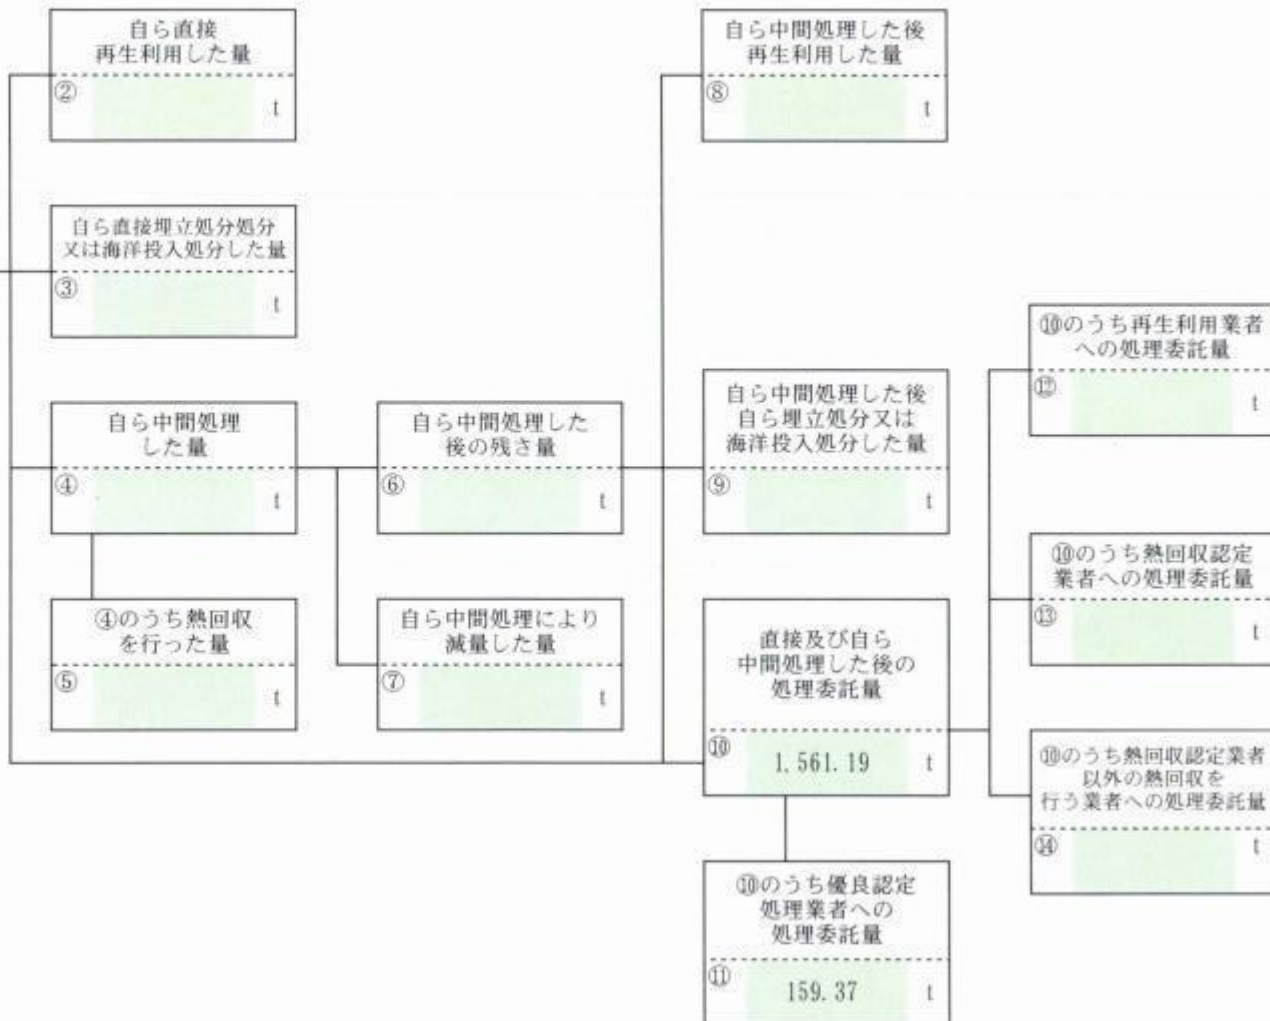 自ら直接
再生利用した量
② t
自ら直接埋立処分処分
又は海洋投入処分した量
③ t
自ら中間処理
した量
④ t
④のうち熱回収
を行った量
⑤ t
自ら中間処理した
後の残さ量
⑥ t
自ら中間処理により
減量した量
⑦ t
自ら中間処理した後
再生利用した量
⑧ t
自ら中間処理した後
自ら埋立処分又は
海洋投入処分した量
⑨ t
直接及び自ら
中間処理した後の
処理委託量
⑩ 1,561.19 t
⑩のうち優良認定
処理業者への
処理委託量
⑪ 159.37 t
⑩のうち再生利用業者
への処理委託量
⑫ t
⑩のうち熱回収認定
業者への処理委託量
⑬ t
⑩のうち熱回収認定業者
以外の熱回収を
行う業者への処理委託量
⑭ t